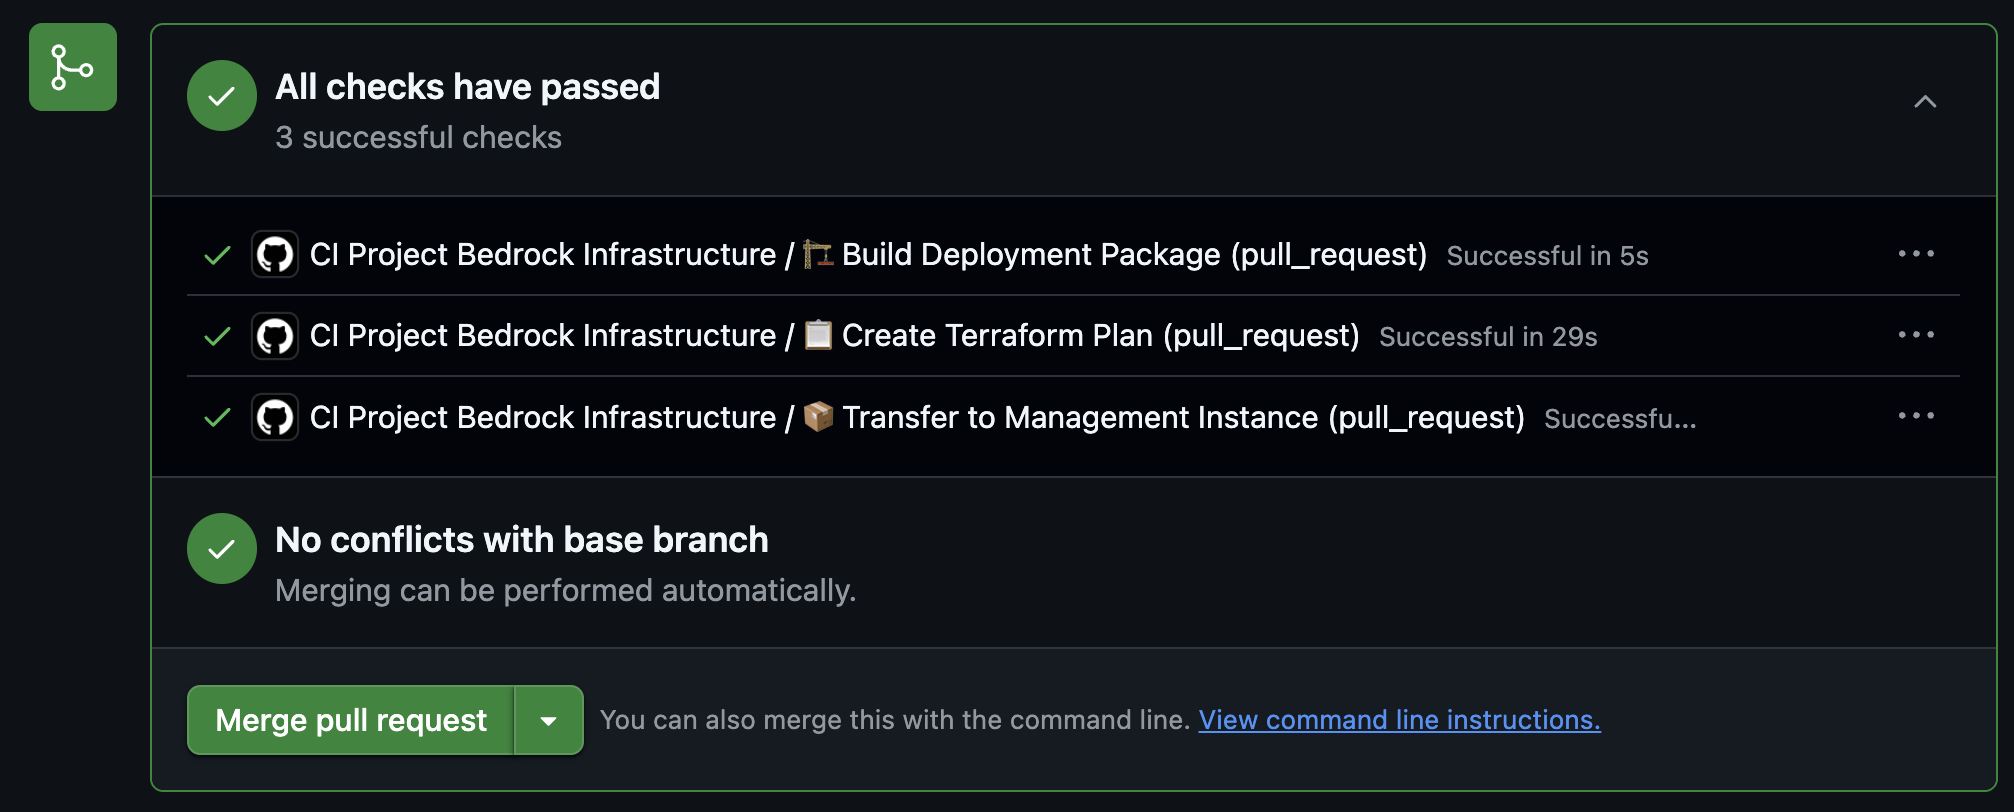 All checks have passed
3 successful checks
CI Project Bedrock Infrastructure / 🏗️ Build Deployment Package (pull_request) Successful in 5s
CI Project Bedrock Infrastructure / 📋 Create Terraform Plan (pull_request) Successful in 29s
CI Project Bedrock Infrastructure / 📦 Transfer to Management Instance (pull_request) Successfu...
No conflicts with base branch
Merging can be performed automatically.
Merge pull request You can also merge this with the command line. View command line instructions.